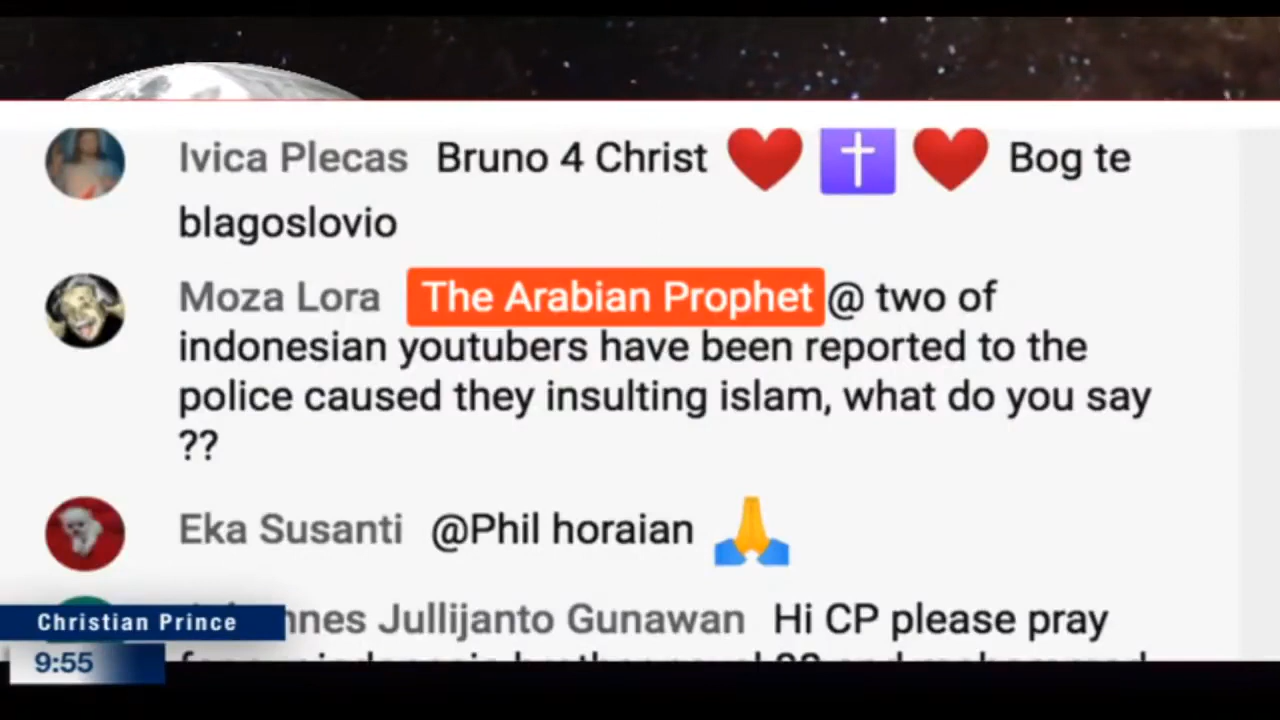 Ivica Plecas Bruno 4 Christ ❤️ ✝️ ❤️ Bog te
blagoslovio
Moza Lora The Arabian Prophet @ two of
indonesian youtubers have been reported to the
police caused they insulting islam, what do you say
??
Eka Susanti @Phil horaian 🙏
Jullijanto Gunawan Hi CP please pray
Christian Prince
9:55